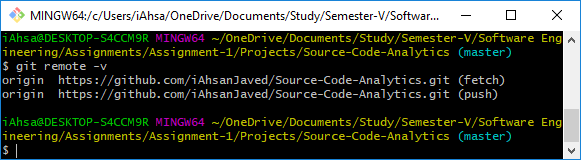 MINGW64:/c/Users/iAhsa/OneDrive/Documents/Study/Semester-V/Software...
iAhsa@DESKTOP-S4CCM9R MINGW64 ~/OneDrive/Documents/Study/Semester-V/Software Eng
ineering/Assignments/Assignment-1/Projects/Source-Code-Analytics (master)
$ git remote -v
origin  https://github.com/iAhsanJaved/Source-Code-Analytics.git (fetch)
origin  https://github.com/iAhsanJaved/Source-Code-Analytics.git (push)
iAhsa@DESKTOP-S4CCM9R MINGW64 ~/OneDrive/Documents/Study/Semester-V/Software Eng
ineering/Assignments/Assignment-1/Projects/Source-Code-Analytics (master)
$